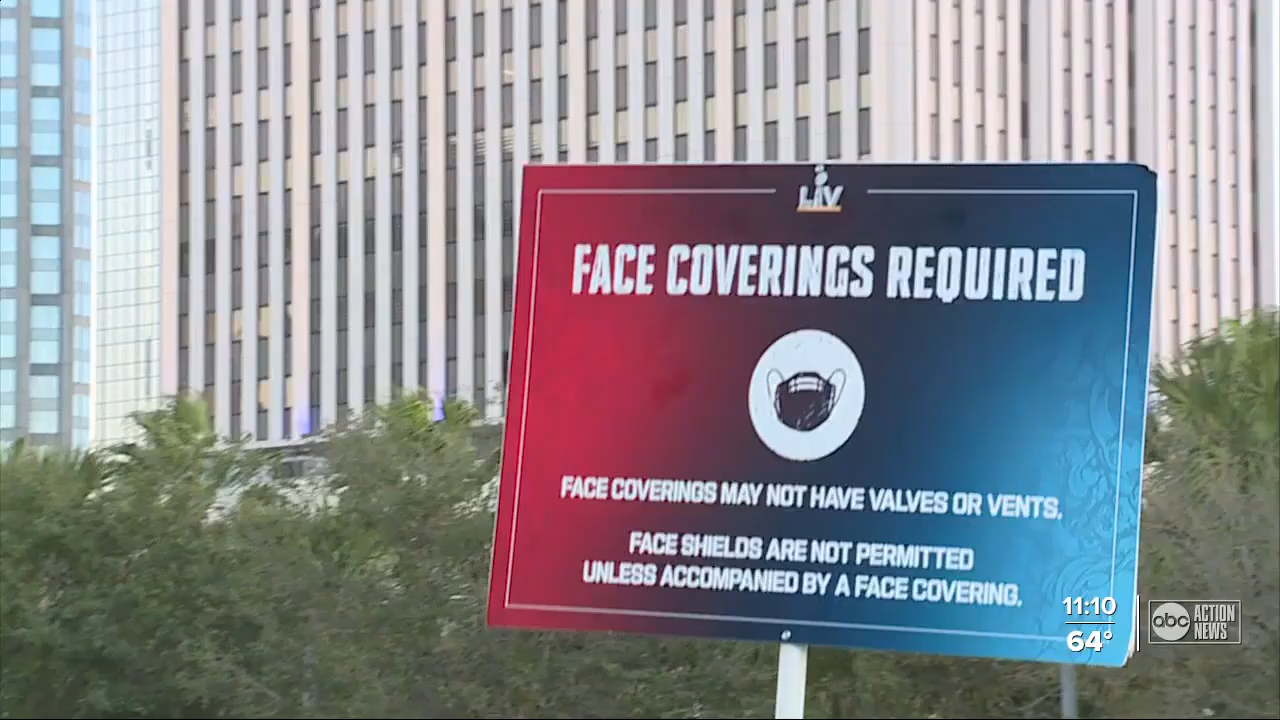 LIV
FACE COVERINGS REQUIRED
FACE COVERINGS MAY NOT HAVE VALVES OR VENTS.
FACE SHIELDS ARE NOT PERMITTED
UNLESS ACCOMPANIED BY A FACE COVERING.
11:10
64°
abc
ACTION
NEWS